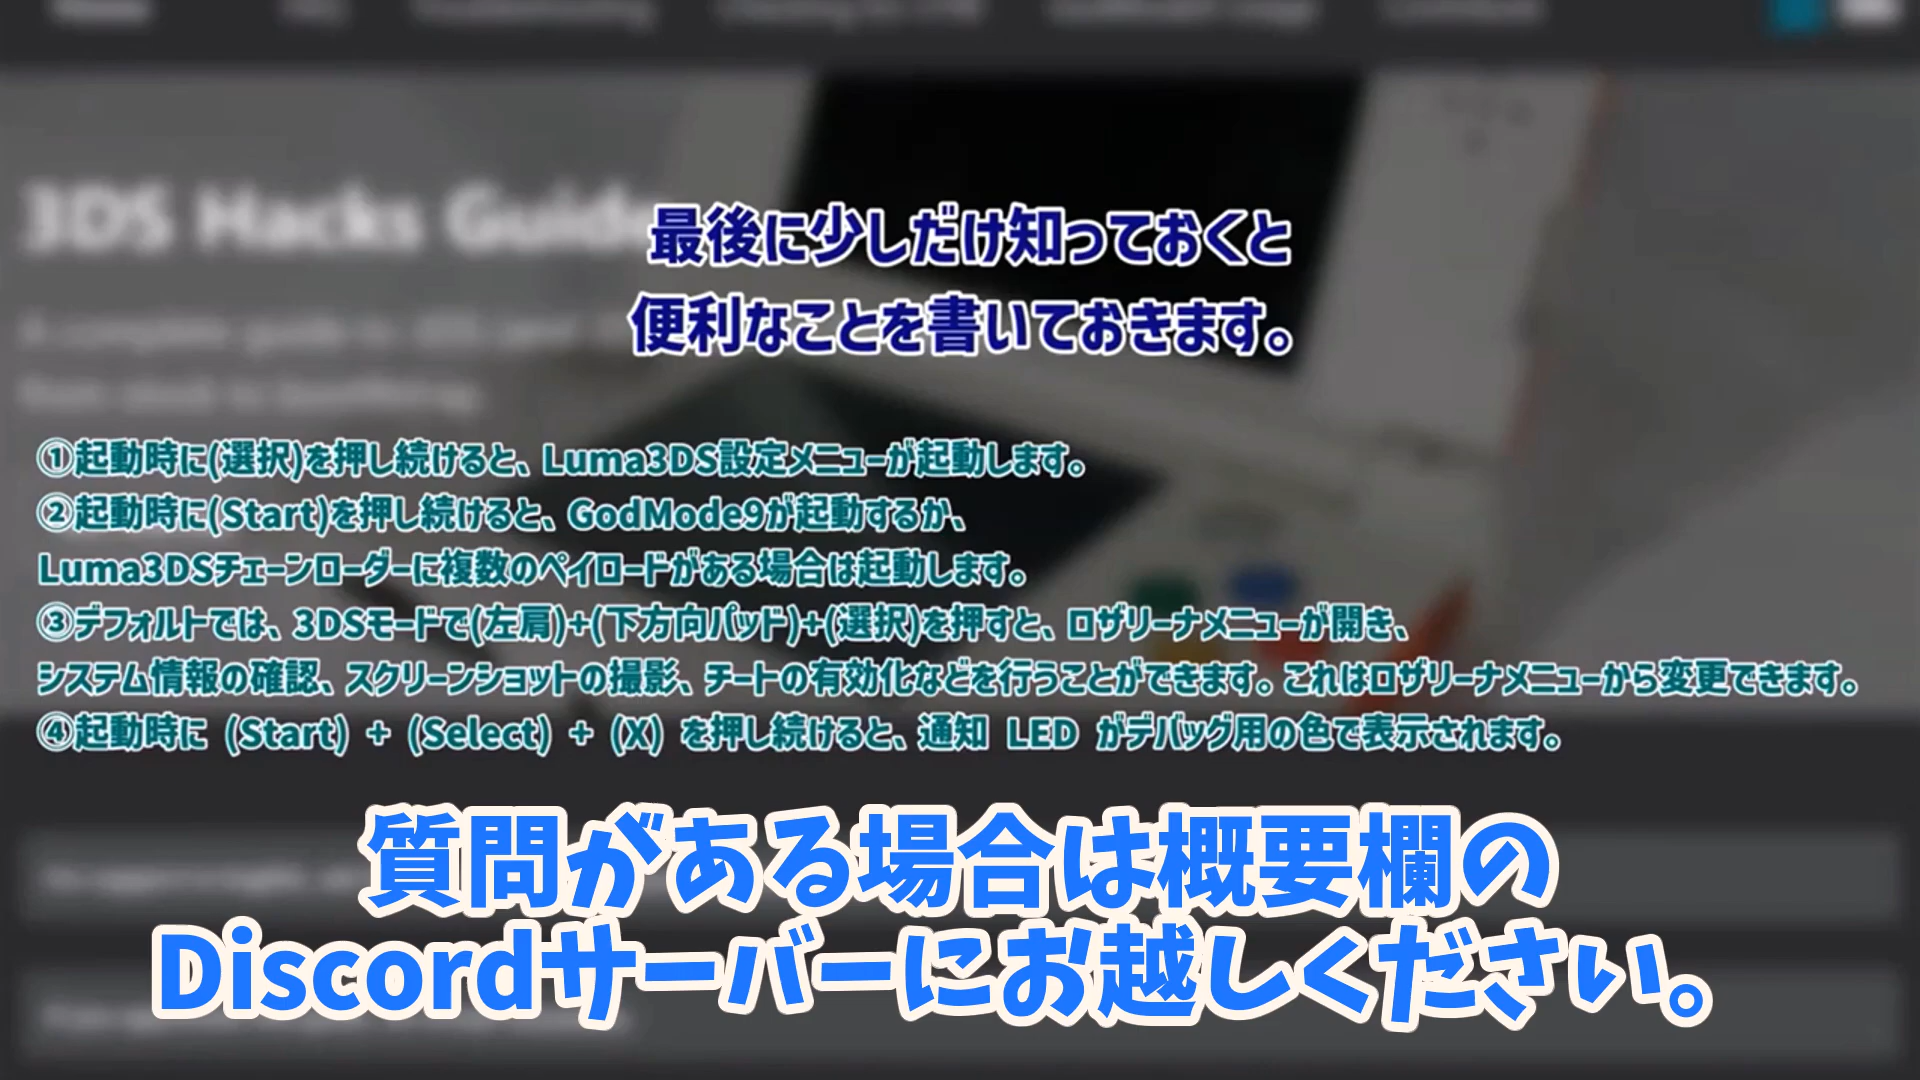 3DS Hacks Guide
最後に少しだけ知っておくと
便利なことを書いておきます。
①起動時に(選択)を押し続けると、Luma3DS設定メニューが起動します。
②起動時に(Start)を押し続けると、GodMode9が起動するか、
Luma3DSチェーンローダーに複数のペイロードがある場合は起動します。
③デフォルトでは、3DSモードで(左肩)+(下方向パッド)+(選択)を押すと、ロザリーナメニューが開き、
システム情報の確認、スクリーンショットの撮影、チートの有効化などを行うことができます。これはロザリーナメニューから変更できます。
④起動時に (Start) + (Select) + (X) を押し続けると、通知 LED がデバッグ用の色で表示されます。
質問がある場合は概要欄の
Discordサーバーにお越しください。